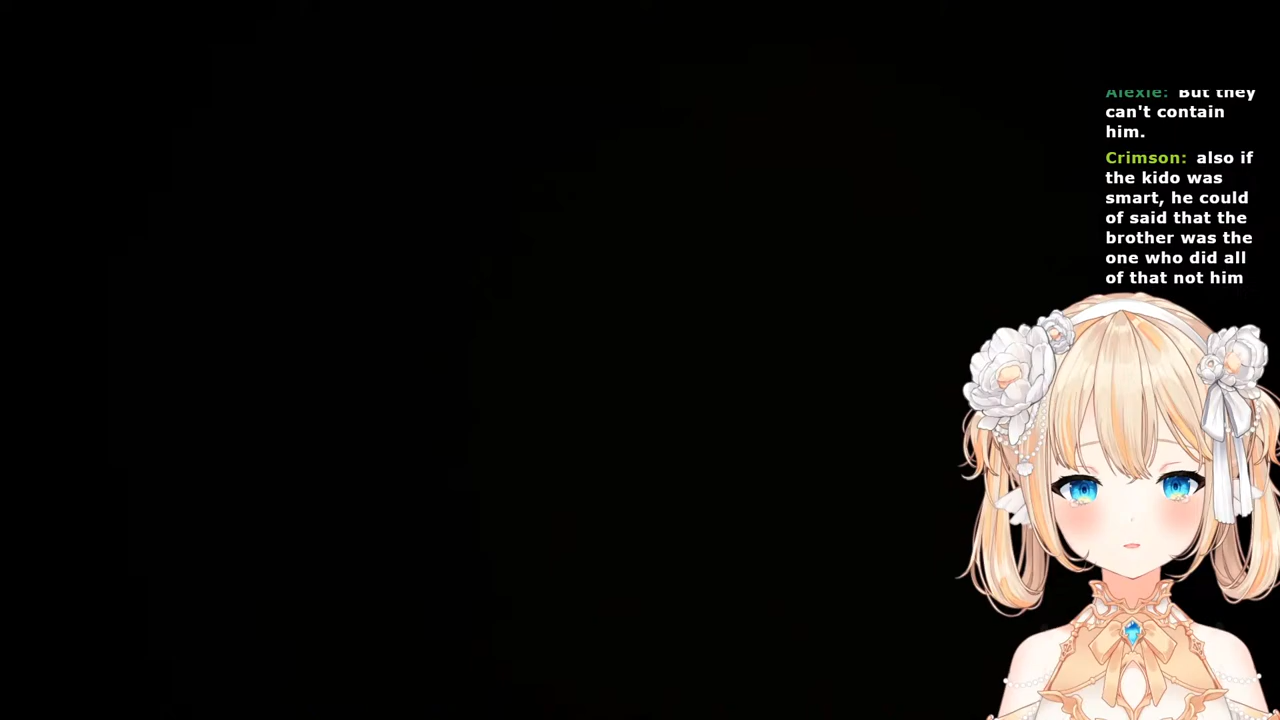 Alexie: But they
can't contain
him.
Crimson: also if
the kido was
smart, he could
of said that the
brother was the
one who did all
of that not him